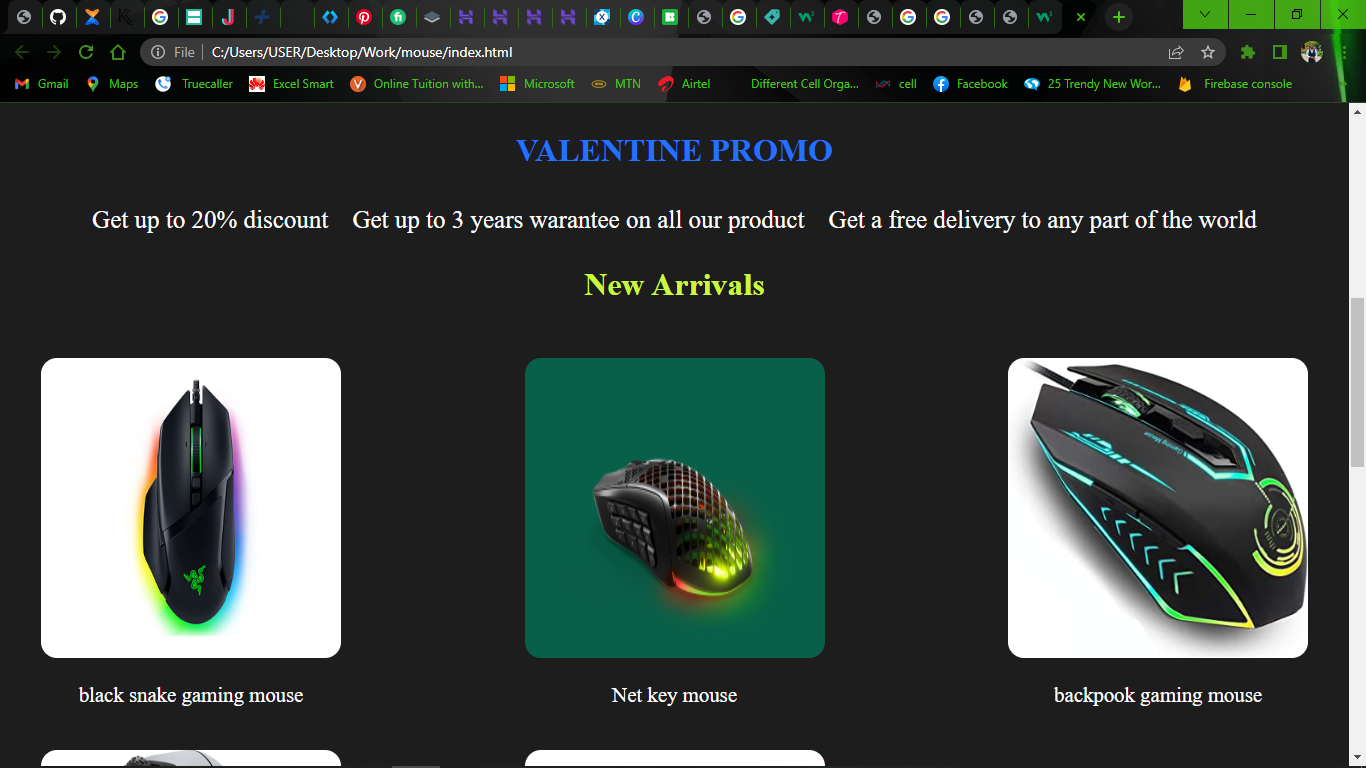 File C:/Users/USER/Desktop/Work/mouse/index.html
Gmail Maps Truecaller Excel Smart Online Tuition with... Microsoft MTN Airtel Different Cell Orga... cell Facebook 25 Trendy New Wor... Firebase console
VALENTINE PROMO
Get up to 20% discount Get up to 3 years warantee on all our product Get a free delivery to any part of the world
New Arrivals
black snake gaming mouse Net key mouse backpook gaming mouse